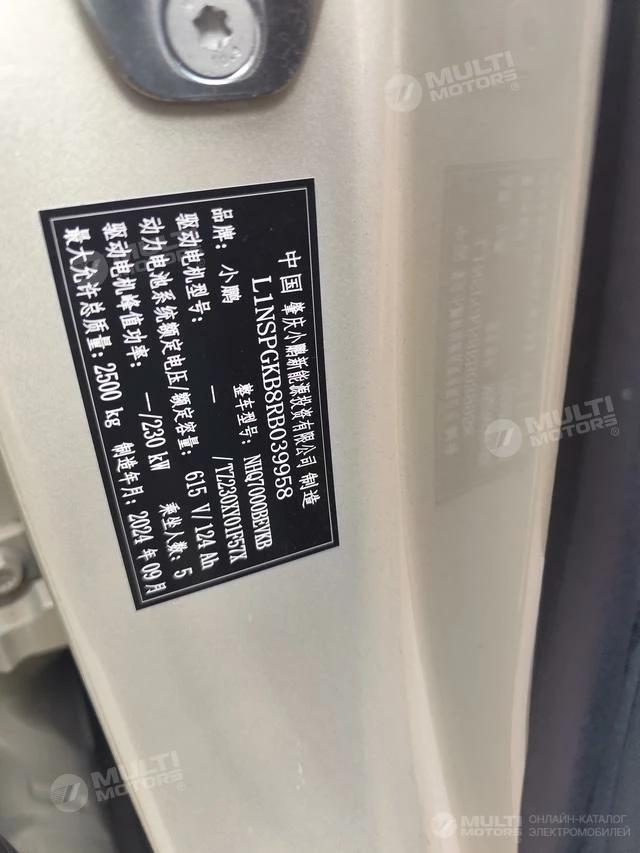 MULTI
MOTORS®
中国 肇庆小鹏新能源投资有限公司 制造
L1NSPGKB8RB039958
品牌: 小鹏 整车型号: NHQ7000BEVKB
驱动电机型号: — /TZ230XY01F57X
动力电池系统额定电压/额定容量: 615 V/124 Ah
驱动电机峰值功率: —/230 kW 乘坐人数: 5
最大允许总质量: 2500 kg 制造年月: 2024 年 09月
MULTI
MOTORS®
MULTI
MOTORS®
MULTI
MOTORS®
ОНЛАЙН-КАТАЛОГ
ЭЛЕКТРОМОБИЛЕЙ